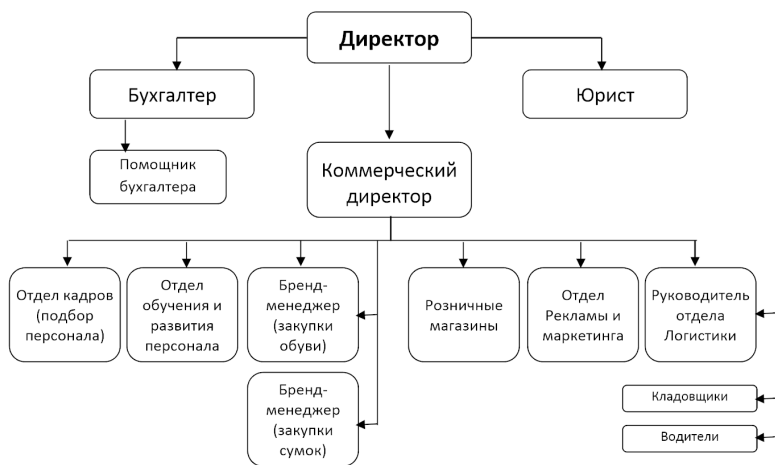 Директор
Бухгалтер
Юрист
Помощник
бухгалтера
Коммерческий
директор
Отдел кадров
(подбор
персонала)
Отдел
обучения и
развития
персонала
Бренд-
менеджер
(закупки
обуви)
Розничные
магазины
Отдел
Рекламы и
маркетинга
Руководитель
отдела
Логистики
Бренд-
менеджер
(закупки
сумок)
Кладовщики
Водители